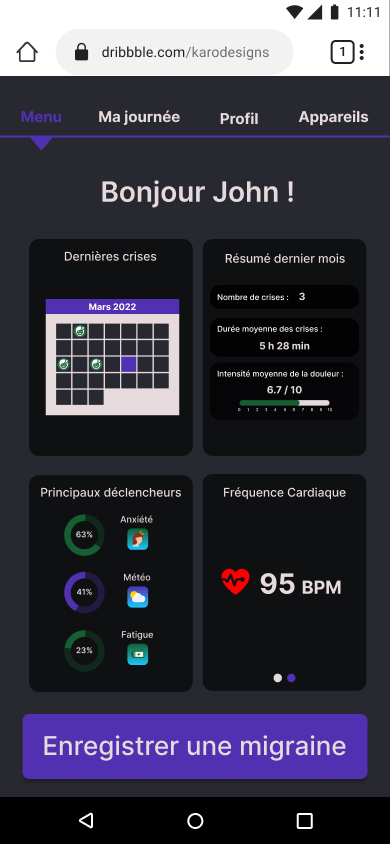 11:11
dribbble.com/karodesigns
1
Menu
Ma journée
Profil
Appareils
Bonjour John !
Dernières crises
Mars 2022
Résumé dernier mois
Nombre de crises : 3
Durée moyenne des crises :
5 h 28 min
Intensité moyenne de la douleur :
6.7 / 10
0 1 2 3 4 5 6 7 8 9 10
Principaux déclencheurs
63%
Anxiété
41%
Météo
23%
Fatigue
Fréquence Cardiaque
95 BPM
Enregistrer une migraine